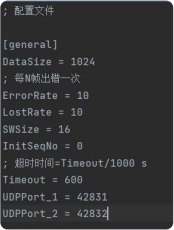 ; 配置文件
[general]
DataSize = 1024
; 每N帧出错一次
ErrorRate = 10
LostRate = 10
SWSize = 16
InitSeqNo = 0
; 超时时间=Timeout/1000 s
Timeout = 600
UDPPort_1 = 42831
UDPPort_2 = 42832